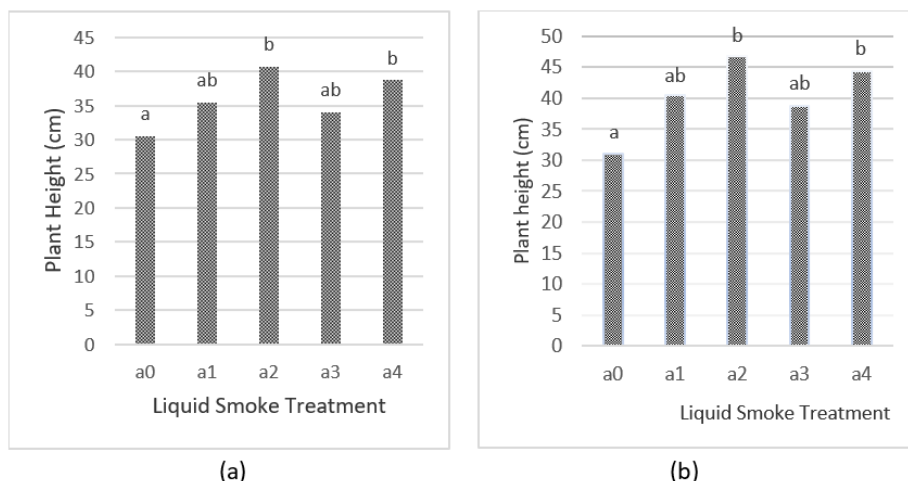 Plant Height (cm)
45
40
35
30
25
20
15
10
5
0
a
ab
b
ab
b
a0 a1 a2 a3 a4
Liquid Smoke Treatment
(a)
Plant height (cm)
50
45
40
35
30
25
20
15
10
5
0
a
ab
b
ab
b
a0 a1 a2 a3 a4
Liquid Smoke Treatment
(b)